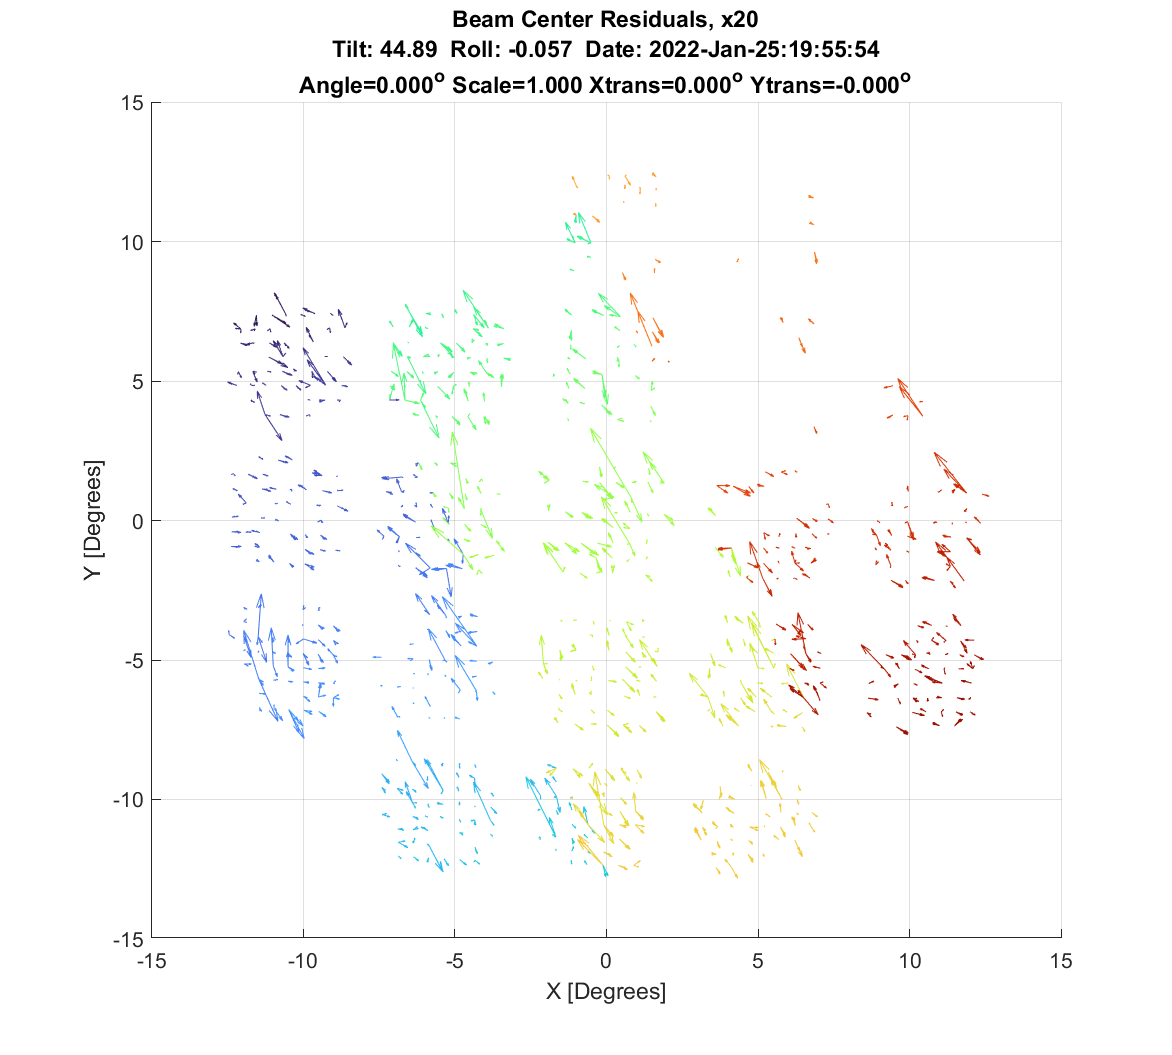 Beam Center Residuals, x20
Tilt: 44.89 Roll: -0.057 Date: 2022-Jan-25:19:55:54
Angle=0.000° Scale=1.000 Xtrans=0.000° Ytrans=-0.000°
15
10
5
0
-5
-10
-15
Y [Degrees]
-15 -10 -5 0 5 10 15
X [Degrees]